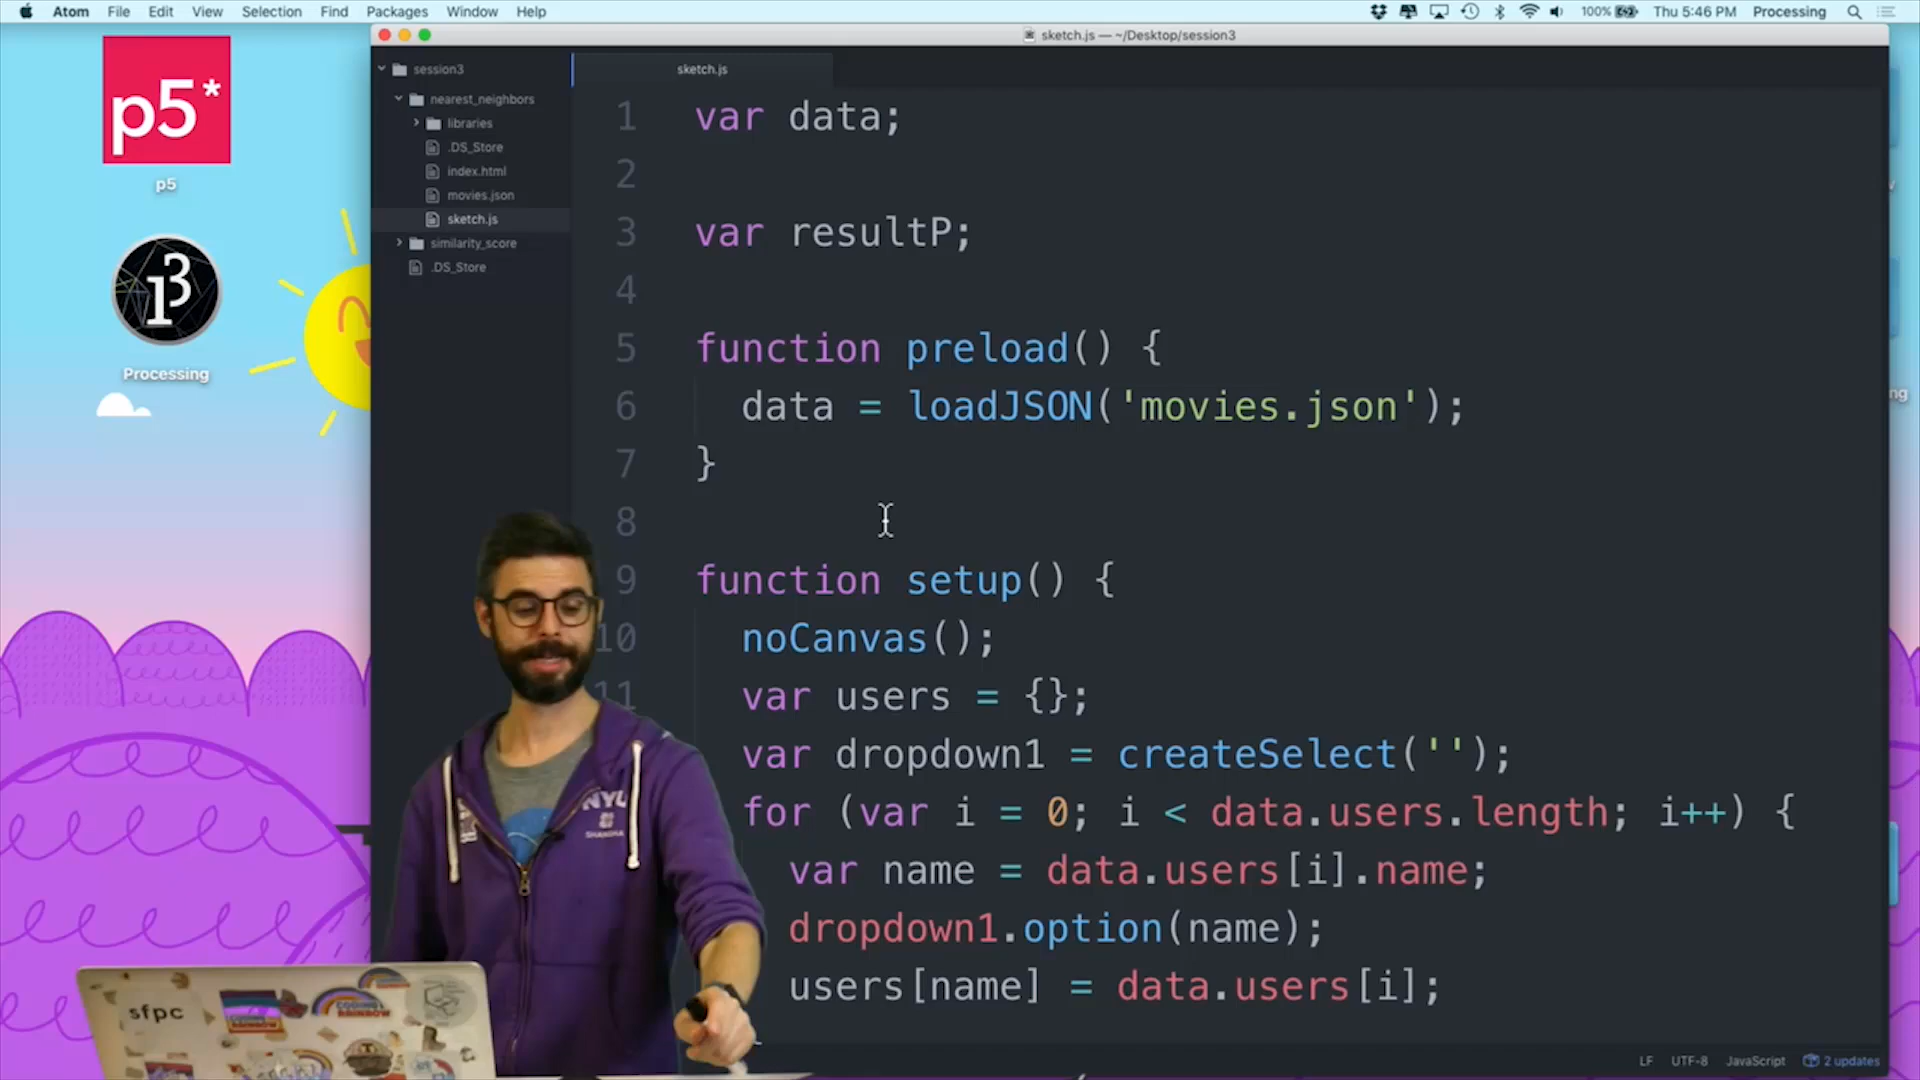 Atom File Edit View Selection Find Packages Window Help 100% Thu 5:46 PM Processing
sketch.js — ~/Desktop/session3
p5*
p5
Processing
session3
nearest_neighbors
libraries
.DS_Store
index.html
movies.json
sketch.js
similarity_score
.DS_Store
sketch.js
1 var data;
2
3 var resultP;
4
5 function preload() {
6 data = loadJSON('movies.json');
7 }
8
9 function setup() {
10 noCanvas();
11 var users = {};
var dropdown1 = createSelect('');
for (var i = 0; i < data.users.length; i++) {
var name = data.users[i].name;
dropdown1.option(name);
users[name] = data.users[i];
NYU
sfpc
CODING
RAINBOW
LF UTF-8 JavaScript 2 updates